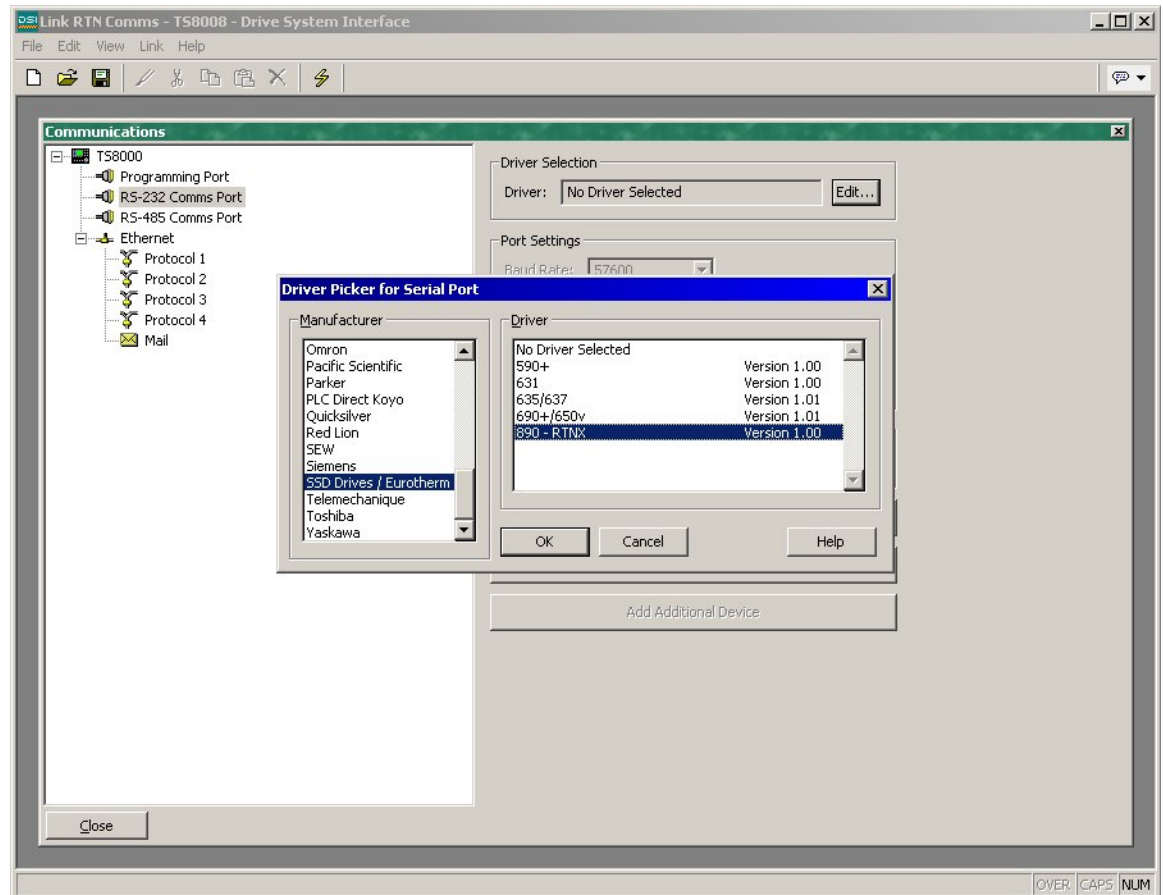 DSI Link RTN Comms - TS8008 - Drive System Interface
File Edit View Link Help
Communications
TS8000
Programming Port
RS-232 Comms Port
RS-485 Comms Port
Ethernet
Protocol 1
Protocol 2
Protocol 3
Protocol 4
Mail
Driver Selection
Driver: No Driver Selected Edit...
Port Settings
Baud Rate: 57600
Driver Picker for Serial Port
Manufacturer
Omron
Pacific Scientific
Parker
PLC Direct Koyo
Quicksilver
Red Lion
SEW
Siemens
SSD Drives / Eurotherm
Telemechanique
Toshiba
Yaskawa
Driver
No Driver Selected
590+ Version 1.00
631 Version 1.00
635/637 Version 1.01
690+/650v Version 1.01
890 - RTNX Version 1.00
OK Cancel Help
Add Additional Device
Close
OVER CAPS NUM